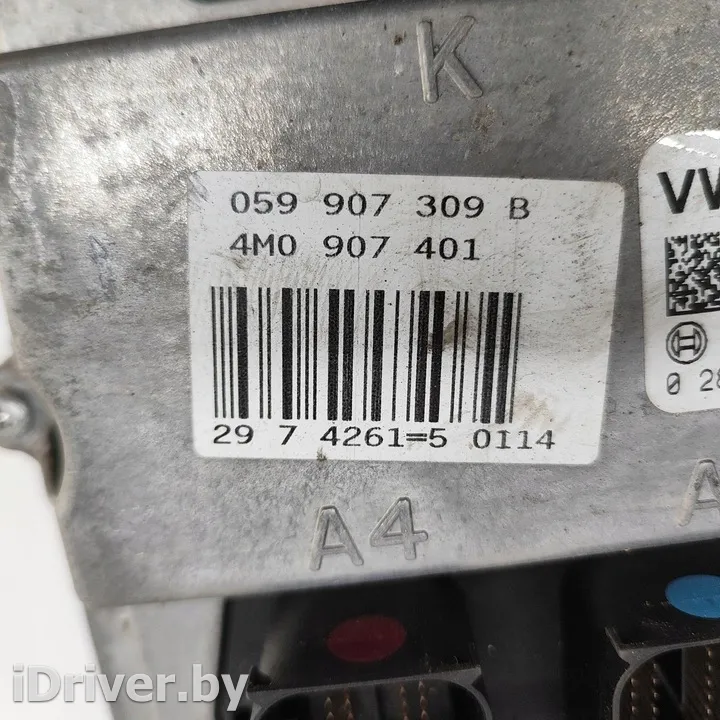 K
059 907 309 B
4M0 907 401
29 7 4261=5 0114
VW
0 28
A4
A
iDriver.by